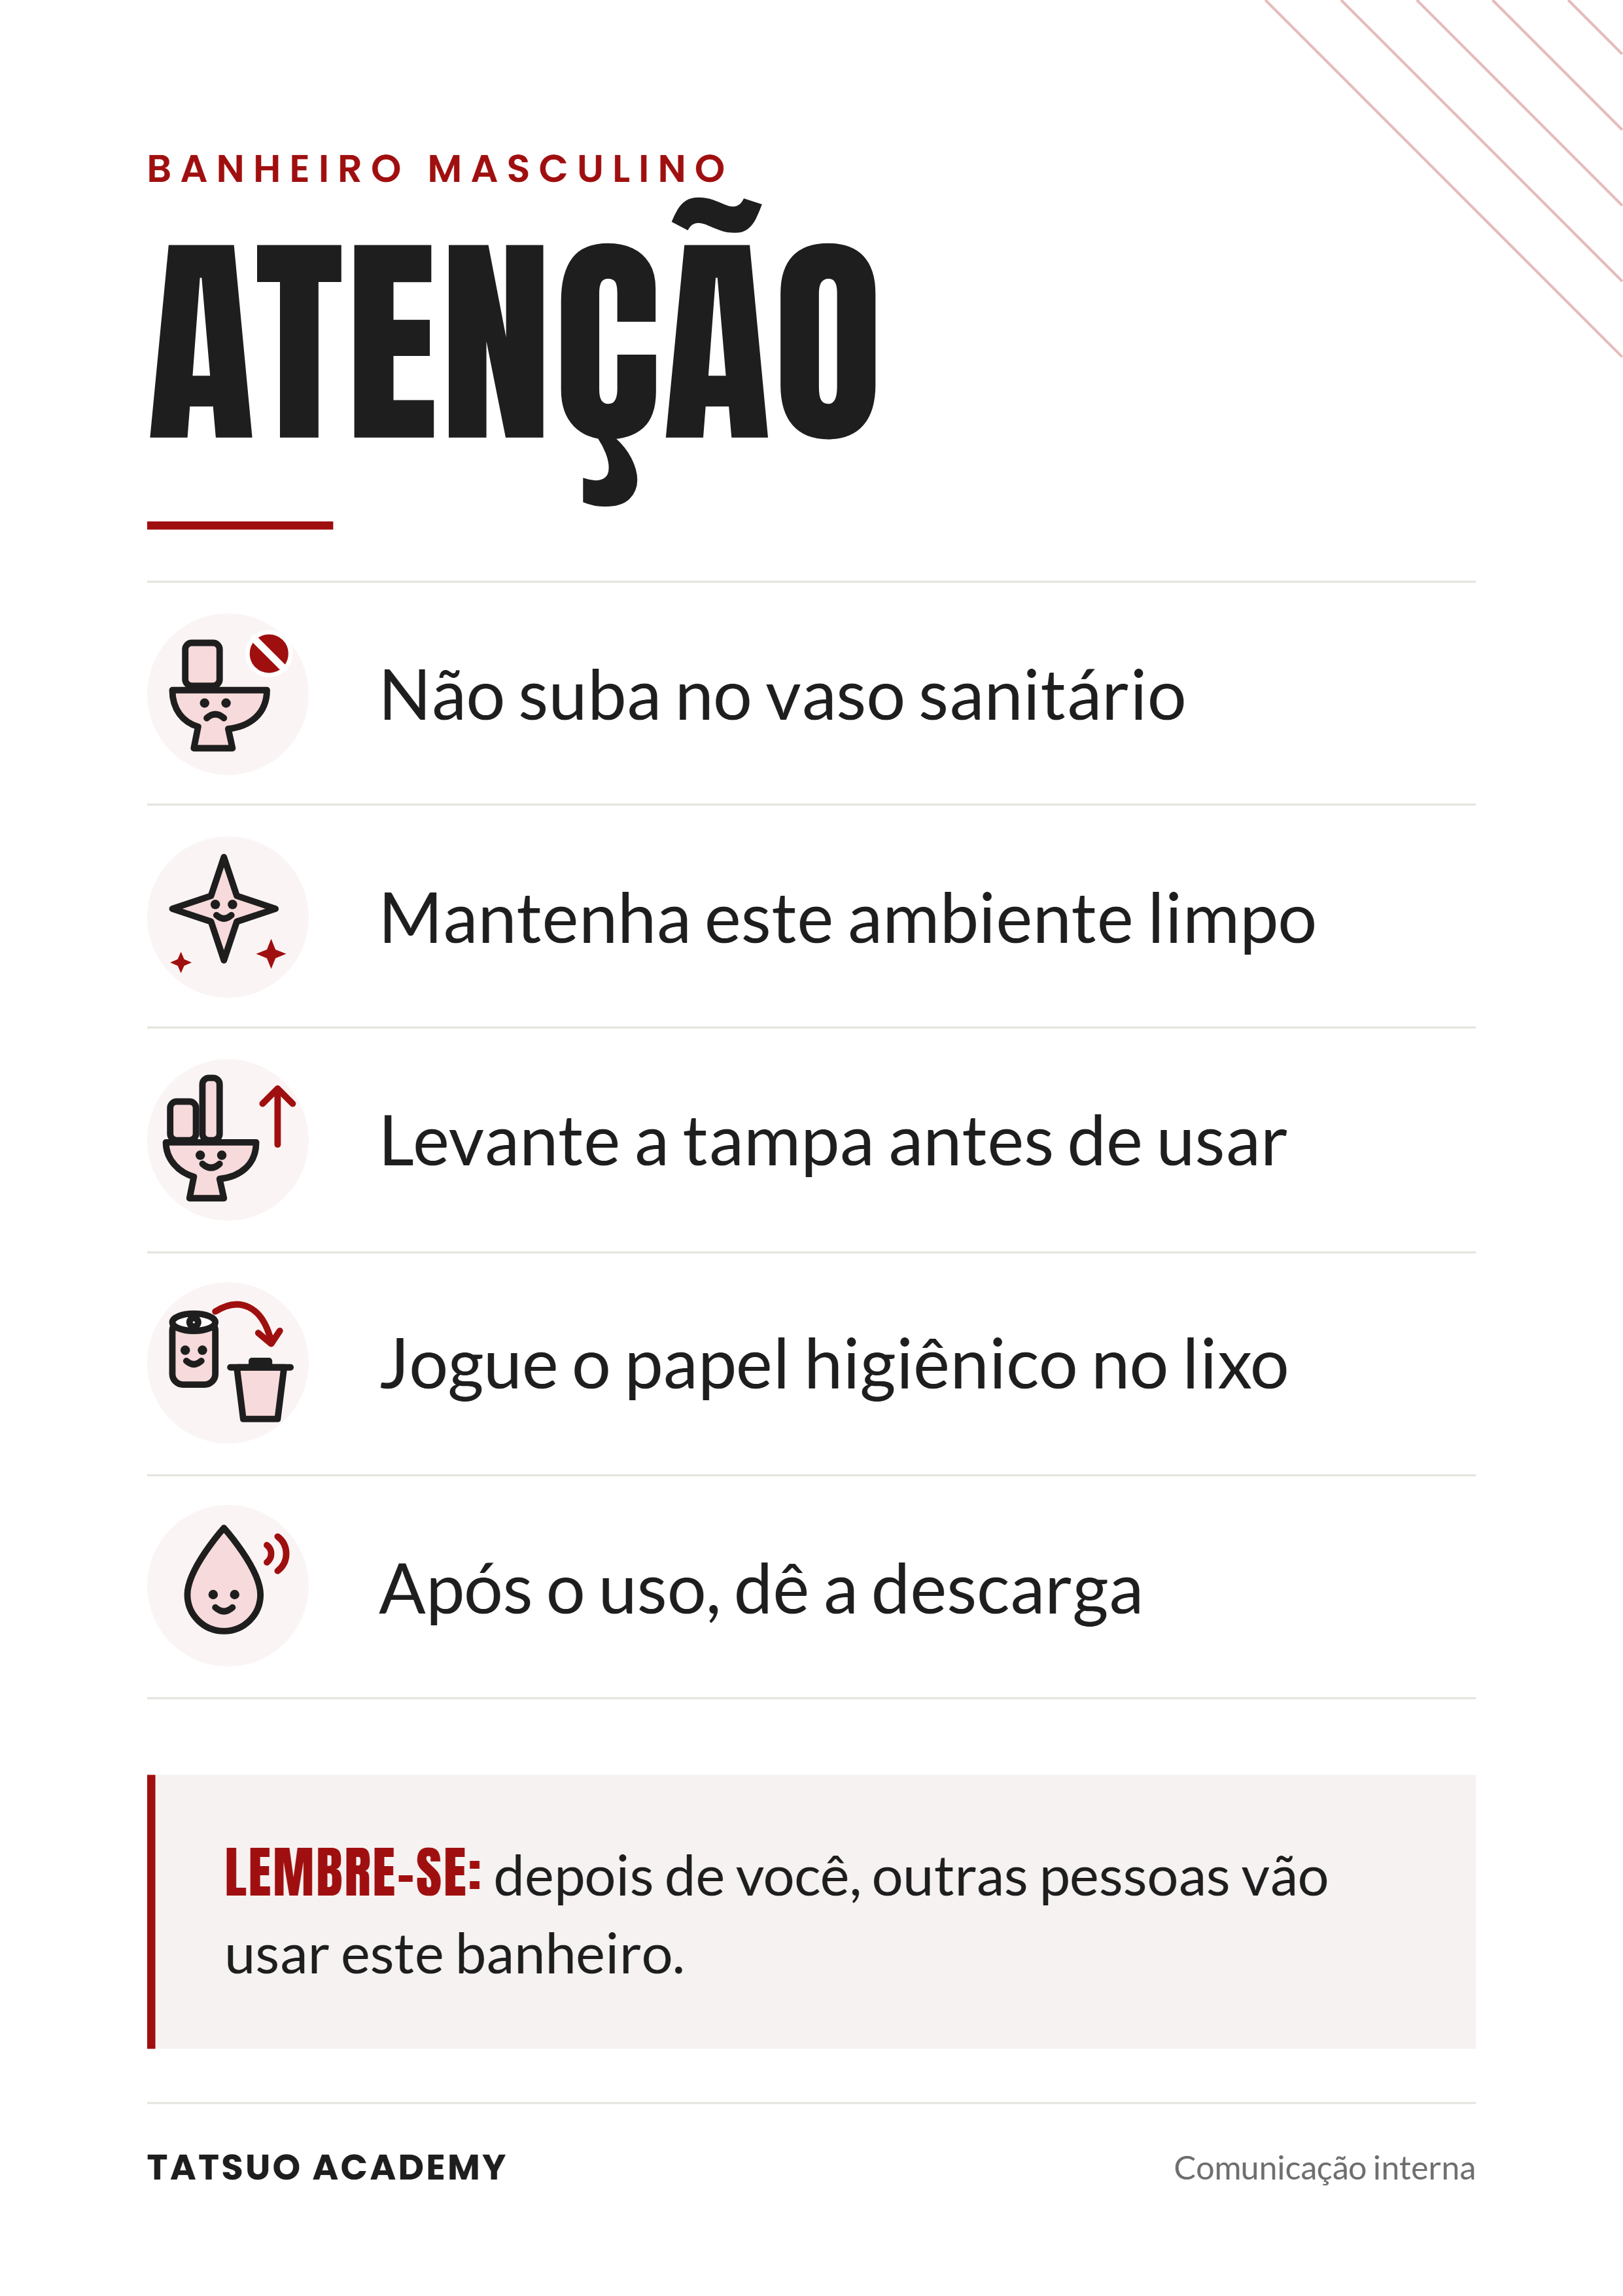 BANHEIRO MASCULINO
ATENÇÃO
Não suba no vaso sanitário
Mantenha este ambiente limpo
Levante a tampa antes de usar
Jogue o papel higiênico no lixo
Após o uso, dê a descarga
LEMBRE-SE: depois de você, outras pessoas vão
usar este banheiro.
TATSUO ACADEMY
Comunicação interna